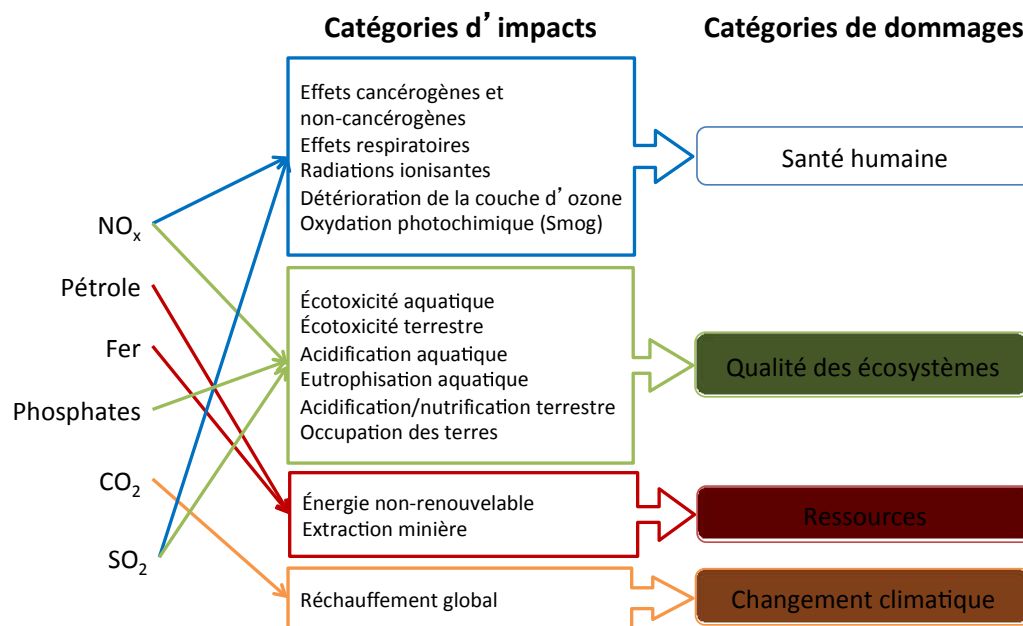 Catégories d’ impacts
Catégories de dommages
Effets cancérogènes et
non-cancérogènes
Effets respiratoires
Radiations ionisantes
Détérioration de la couche d’ ozone
Oxydation photochimique (Smog)
Santé humaine
NOx
Pétrole
Fer
Phosphates
CO2
SO2
Écotoxicité aquatique
Écotoxicité terrestre
Acidification aquatique
Eutrophisation aquatique
Acidification/nutrification terrestre
Occupation des terres
Qualité des écosystèmes
Énergie non-renouvelable
Extraction minière
Ressources
Réchauffement global
Changement climatique